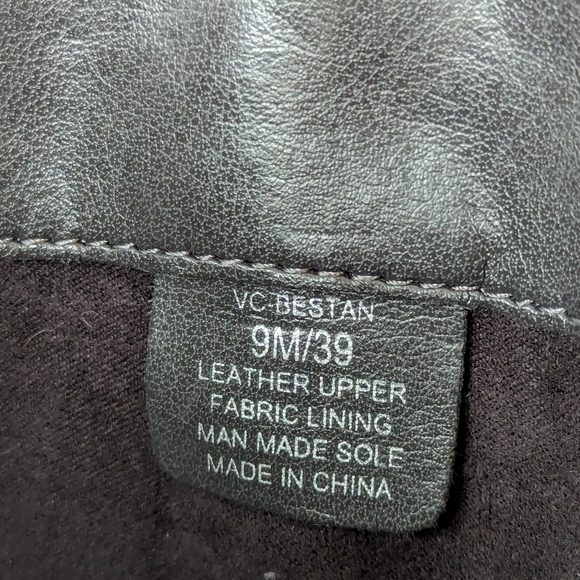 VC-BESTAN
9M/39
LEATHER UPPER
FABRIC LINING
MAN MADE SOLE
MADE IN CHINA